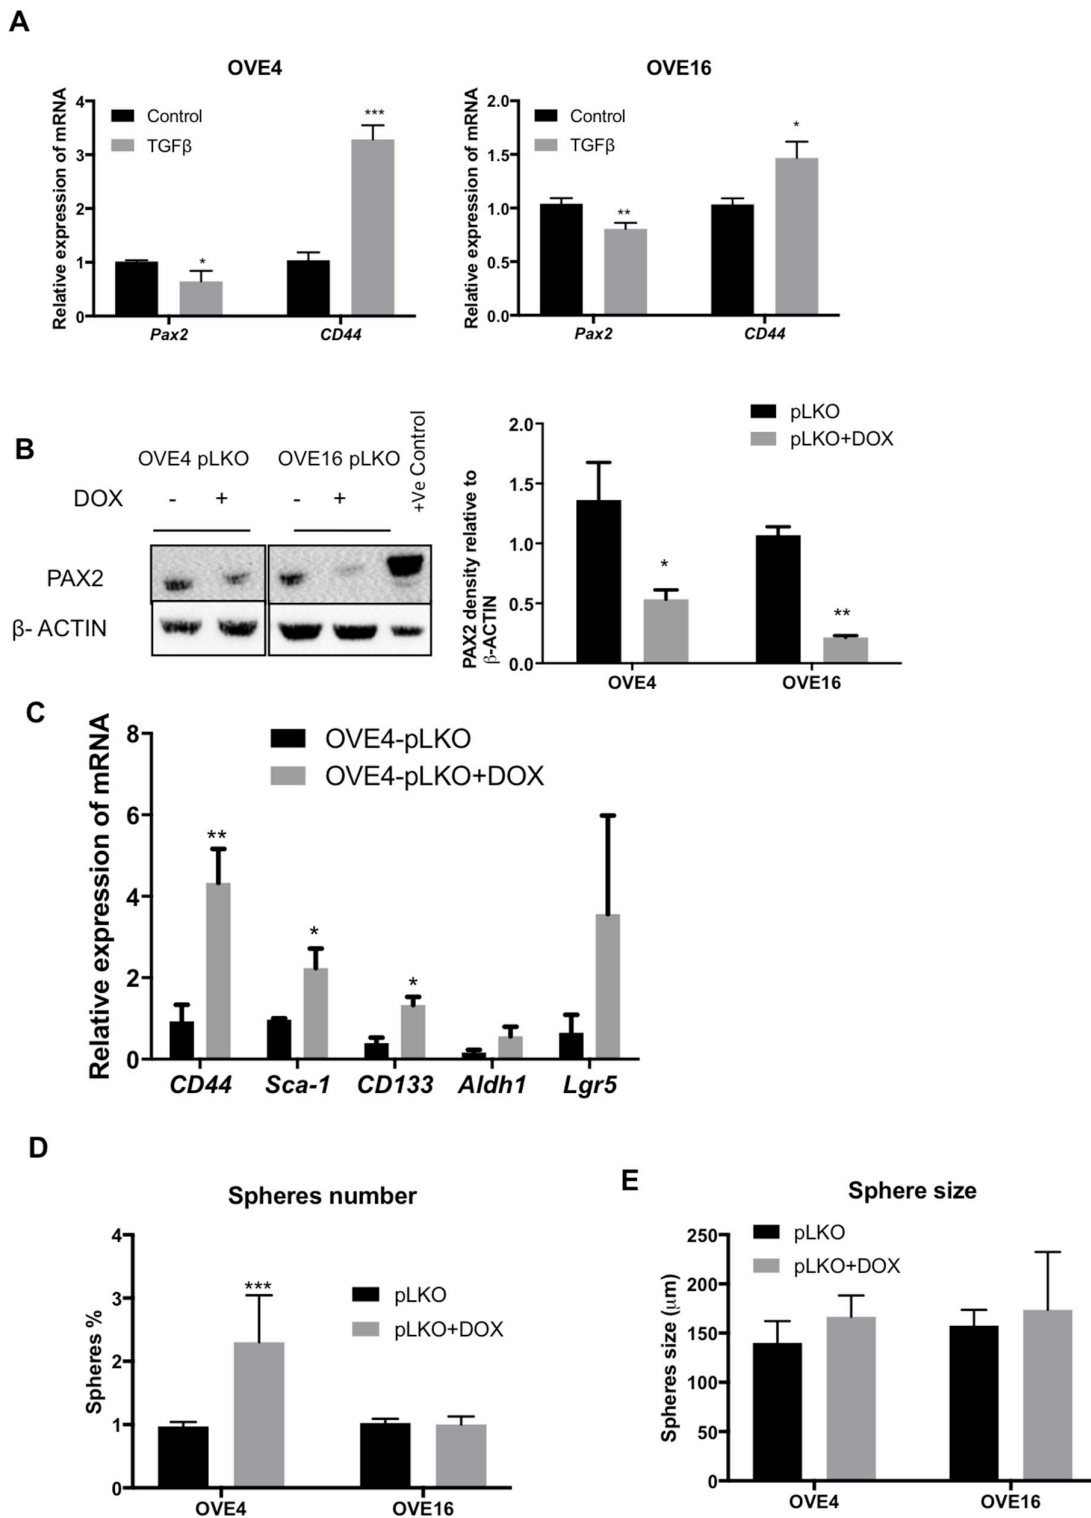 A
OVE4
OVE16
Relative expression of mRNA
4
3
2
1
0
Control
TGFβ
*
***
Pax2
CD44
Relative expression of mRNA
2.0
1.5
1.0
0.5
0.0
Control
TGFβ
**
*
Pax2
CD44
B
OVE4 pLKO
OVE16 pLKO
+Ve Control
DOX
- +
- +
PAX2
β- ACTIN
PAX2 density relative to
β-ACTIN
2.0
1.5
1.0
0.5
0.0
pLKO
pLKO+DOX
*
**
OVE4
OVE16
C
Relative expression of mRNA
8
6
4
2
0
OVE4-pLKO
OVE4-pLKO+DOX
**
*
*
CD44
Sca-1
CD133
Aldh1
Lgr5
D
Spheres number
Spheres %
4
3
2
1
0
***
pLKO
pLKO+DOX
OVE4
OVE16
E
Sphere size
Spheres size (μm)
250
200
150
100
50
0
pLKO
pLKO+DOX
OVE4
OVE16